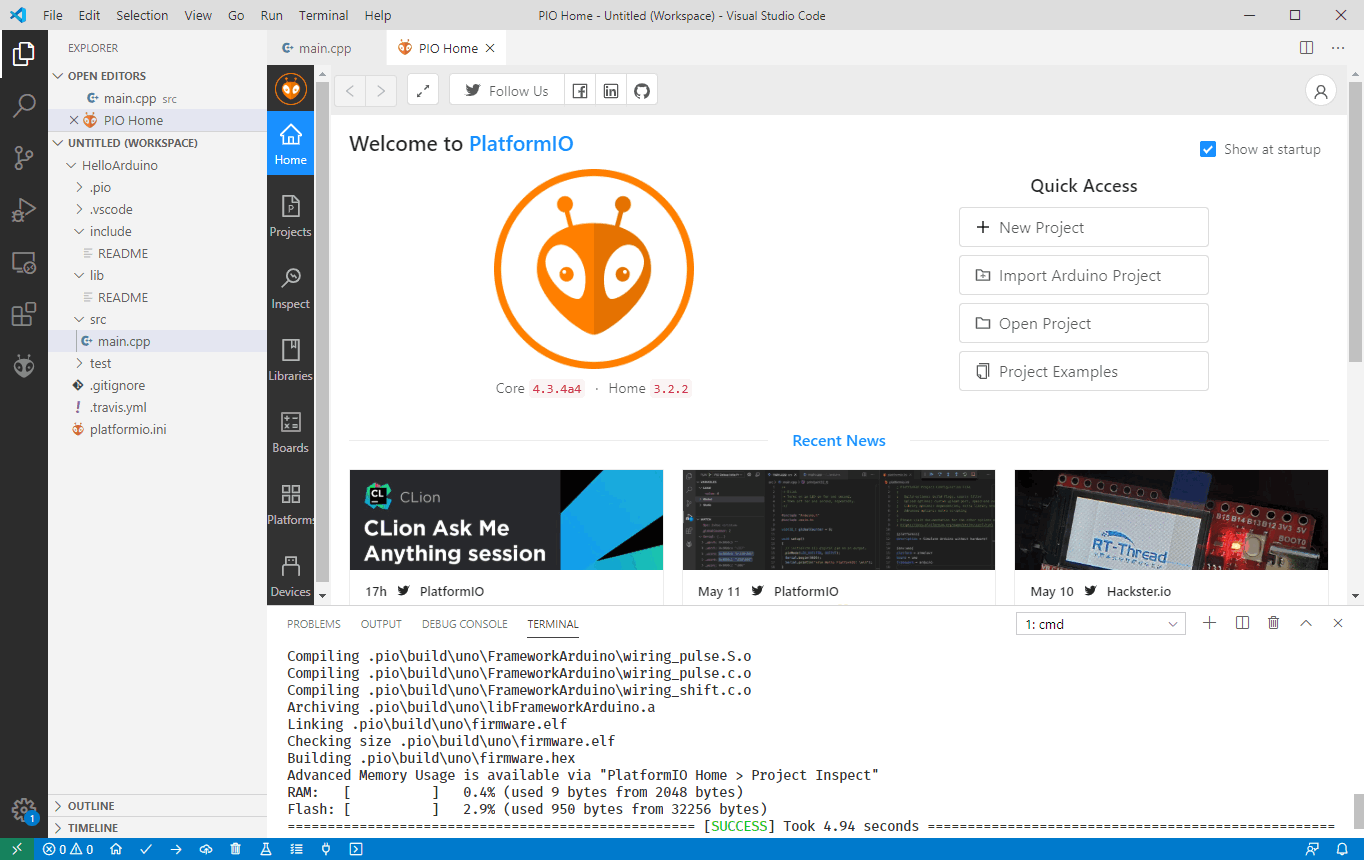 File Edit Selection View Go Run Terminal Help PIO Home - Untitled (Workspace) - Visual Studio Code
EXPLORER
OPEN EDITORS
main.cpp src
PIO Home
UNTITLED (WORKSPACE)
HelloArduino
.pio
.vscode
include
README
lib
README
src
main.cpp
test
.gitignore
.travis.yml
platformio.ini
OUTLINE
TIMELINE
1
main.cpp PIO Home
Home
Projects
Inspect
Libraries
Boards
Platforms
Devices
Follow Us
Welcome to PlatformIO
Show at startup
Core 4.3.4a4 · Home 3.2.2
Quick Access
New Project
Import Arduino Project
Open Project
Project Examples
Recent News
CL CLion
CLion Ask Me
Anything session
17h PlatformIO
May 11 PlatformIO
RT-Thread
B15 B14 B13 B12 3V3 5V
BOOT0
May 10 Hackster.io
PROBLEMS OUTPUT DEBUG CONSOLE TERMINAL 1: cmd
Compiling .pio\build\uno\FrameworkArduino\wiring_pulse.S.o
Compiling .pio\build\uno\FrameworkArduino\wiring_pulse.c.o
Compiling .pio\build\uno\FrameworkArduino\wiring_shift.c.o
Archiving .pio\build\uno\libFrameworkArduino.a
Linking .pio\build\uno\firmware.elf
Checking size .pio\build\uno\firmware.elf
Building .pio\build\uno\firmware.hex
Advanced Memory Usage is available via "PlatformIO Home > Project Inspect"
RAM: [          ] 0.4% (used 9 bytes from 2048 bytes)
Flash: [          ] 2.9% (used 950 bytes from 32256 bytes)
=================================================== [SUCCESS] Took 4.94 seconds ===================================================
0 0